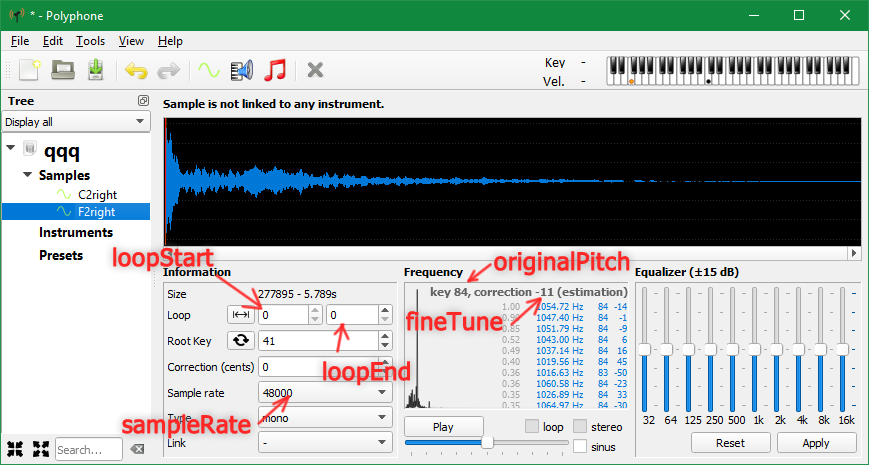 * - Polyphone
File Edit Tools View Help
Key -
Vel. -
Tree
Display all
qqq
Samples
C2right
F2right
Instruments
Presets
Search...
Sample is not linked to any instrument.
loopStart
originalPitch
Information
Size 277895 - 5.789s
Loop 0 0
Root Key 41
Correction (cents) 0
Sample rate 48000
Type mono
Link -
loopEnd
sampleRate
Frequency
key 84, correction -11 (estimation)
fineTune
1.00 1054.72 Hz 84 -14
0.90 1047.40 Hz 84 -1
0.85 1051.79 Hz 84 -9
0.52 1043.00 Hz 84 6
0.50 1037.14 Hz 84 16
0.39 1019.56 Hz 84 45
0.36 1016.63 Hz 83 -50
0.36 1060.58 Hz 84 -23
0.35 1026.89 Hz 84 33
0.35 1064.97 Hz 84 -30
Play
loop stereo
sinus
Equalizer (±15 dB)
32 64 125 250 500 1k 2k 4k 8k 16k
Reset Apply